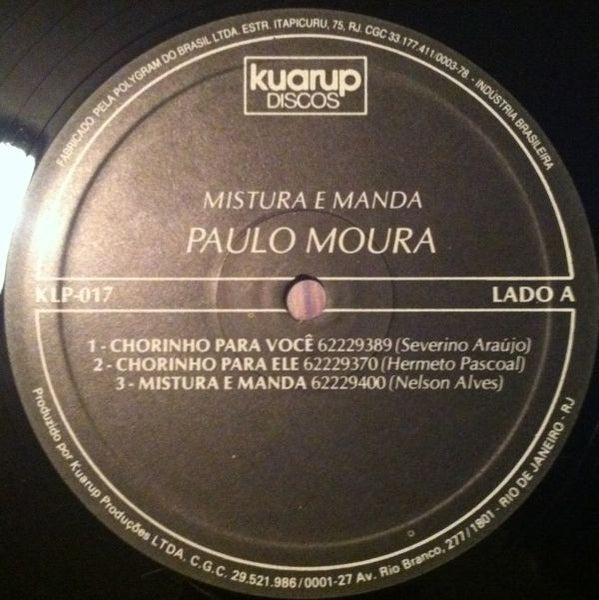 FABRICADO PELA POLYGRAM DO BRASIL LTDA. ESTR. ITAPICURU, 75, RJ. CGC 33.177.411/0003-78 - INDÚSTRIA BRASILEIRA
kuarup
DISCOS
MISTURA E MANDA
PAULO MOURA
KLP-017
LADO A
1 - CHORINHO PARA VOCÊ 62229389 (Severino Araújo)
2 - CHORINHO PARA ELE 62229370 (Hermeto Pascoal)
3 - MISTURA E MANDA 62229400 (Nelson Alves)
Produzido por Kuarup Produções LTDA, C.G.C. 29.521.986/0001-27 Av. Rio Branco, 277/1801 - RIO DE JANEIRO - RJ